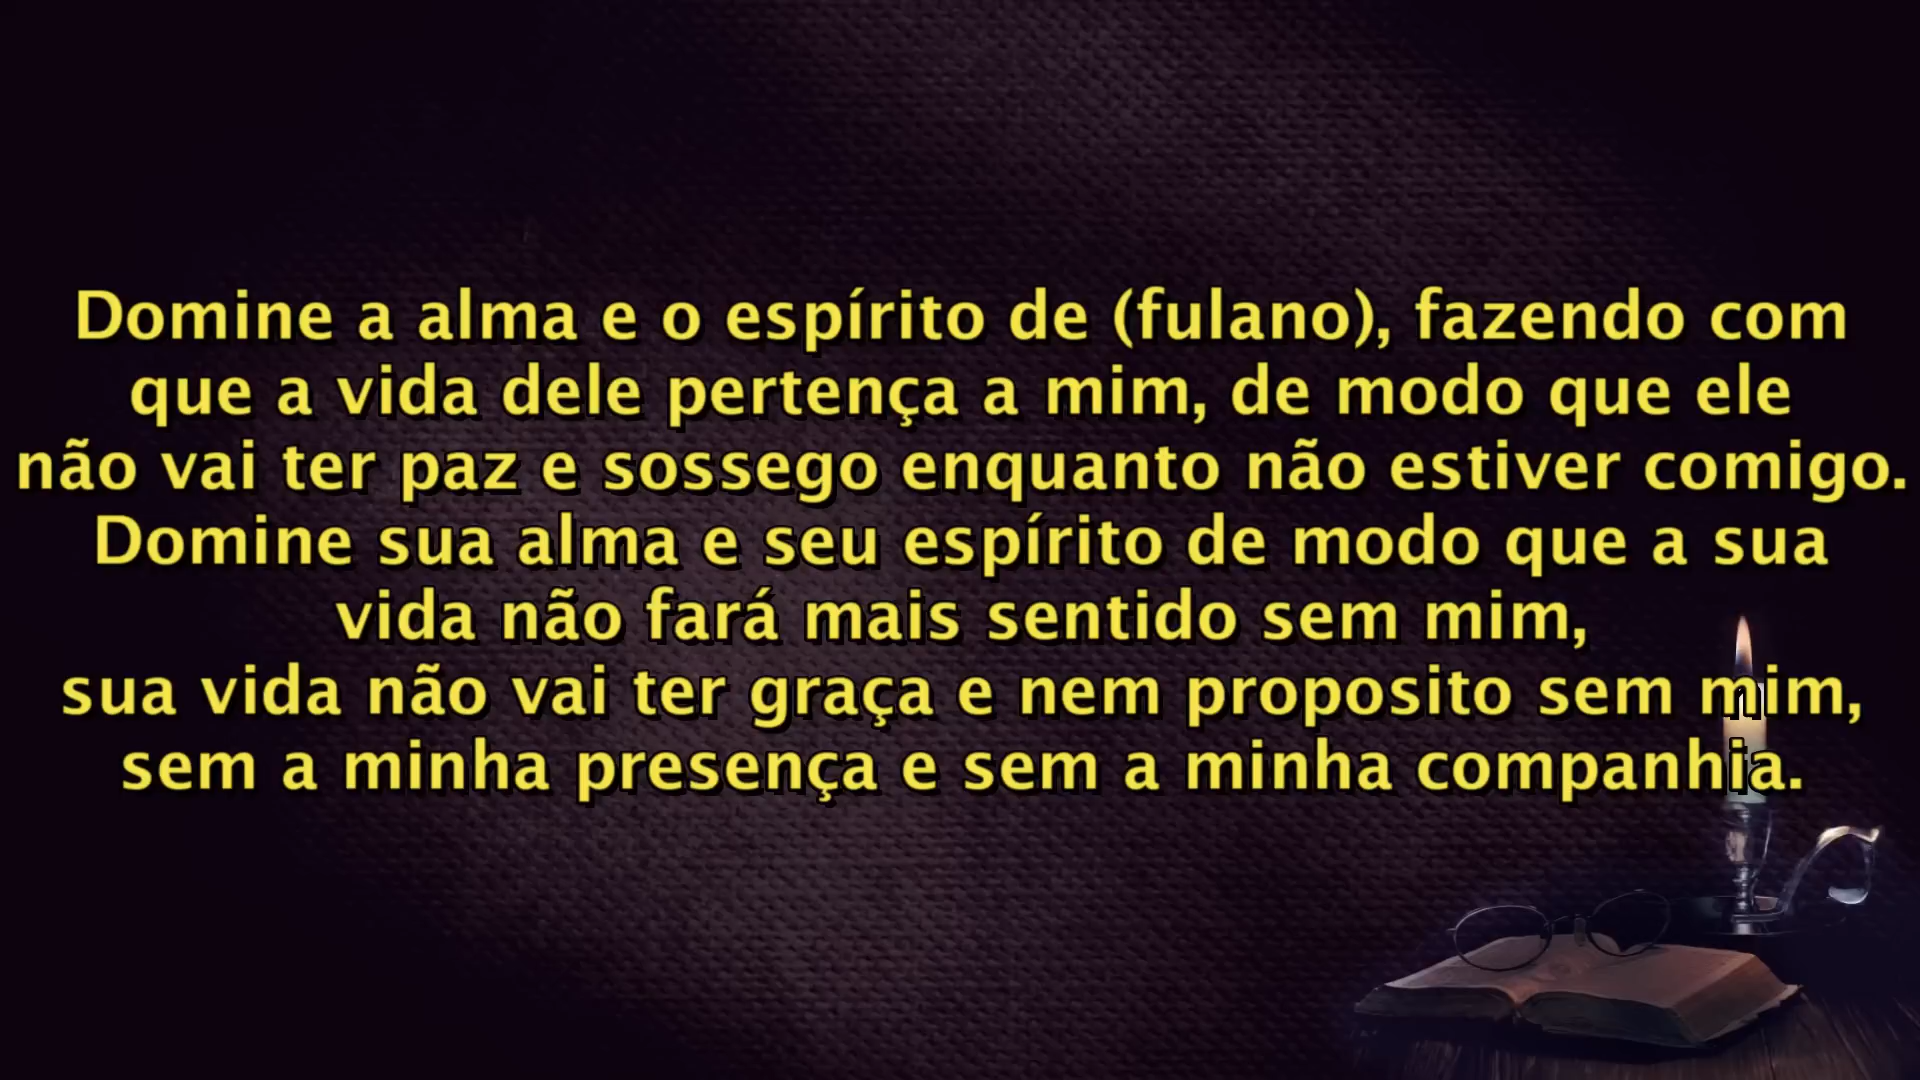 Domine a alma e o espírito de (fulano), fazendo com
que a vida dele pertença a mim, de modo que ele
não vai ter paz e sossego enquanto não estiver comigo.
Domine sua alma e seu espírito de modo que a sua
vida não fará mais sentido sem mim,
sua vida não vai ter graça e nem proposito sem mim,
sem a minha presença e sem a minha companhia.